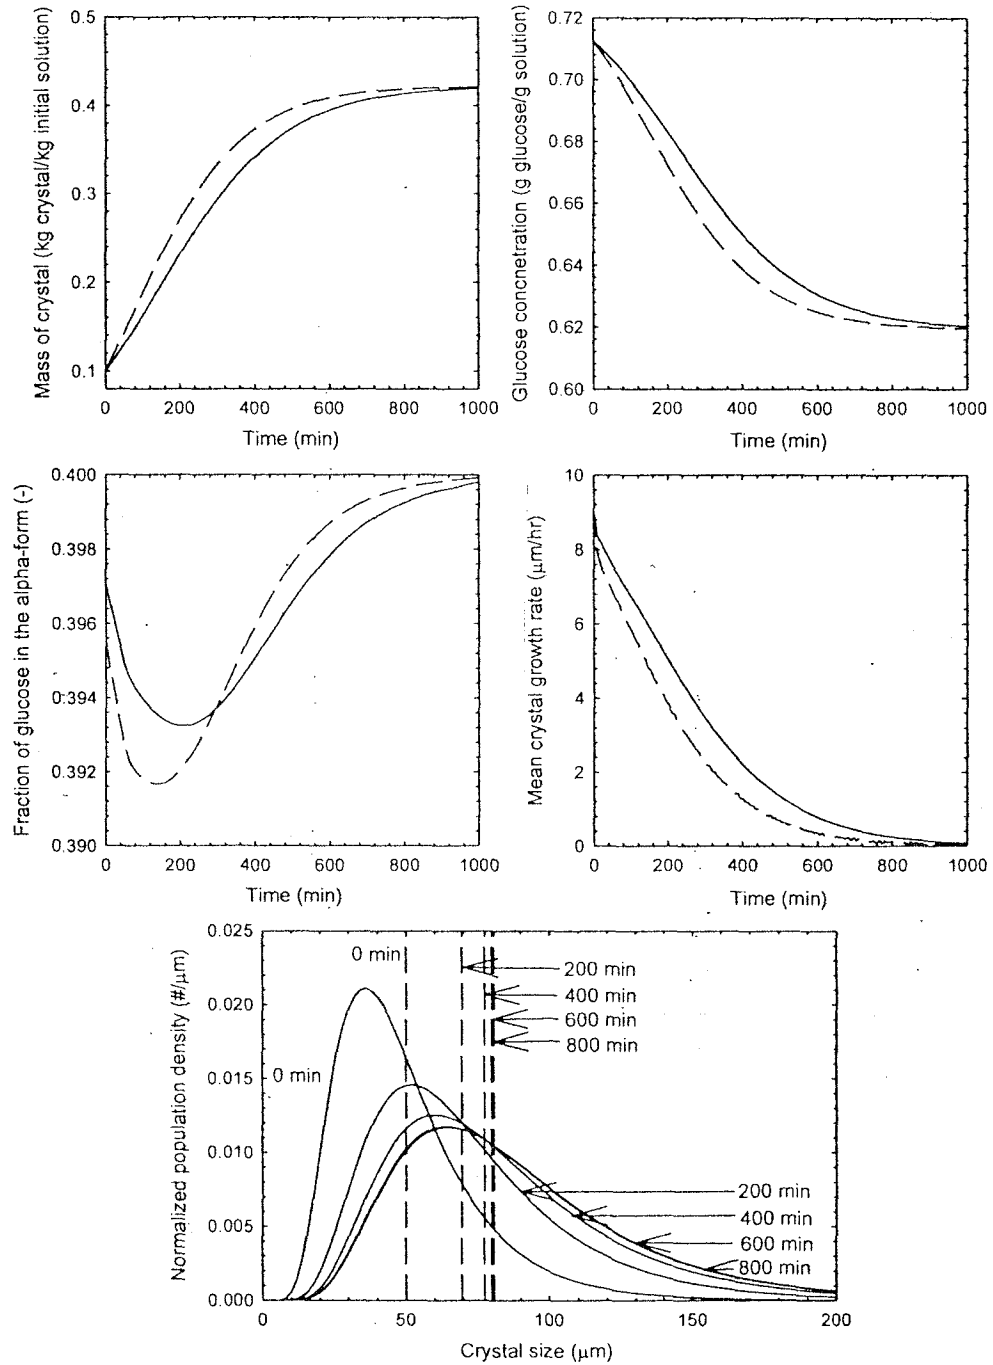 Mass of crystal (kg crystal/kg initial solution)
0.5
0.4
0.3
0.2
0.1
0 200 400 600 800 1000
Time (min)
Glucose concnetration (g glucose/g solution)
0.72
0.70
0.68
0.66
0.64
0.62
0.60
0 200 400 600 800 1000
Time (min)
Fraction of glucose in the alpha-form (-)
0.400
0.398
0.396
0.394
0.392
0.390
0 200 400 600 800 1000
Time (min)
Mean crystal growth rate (μm/hr)
10
8
6
4
2
0
0 200 400 600 800 1000
Time (min)
Normalized population density (#/μm)
0.025
0.020
0.015
0.010
0.005
0.000
0 min
200 min
400 min
600 min
800 min
0 min
200 min
400 min
600 min
800 min
0 50 100 150 200
Crystal size (μm)